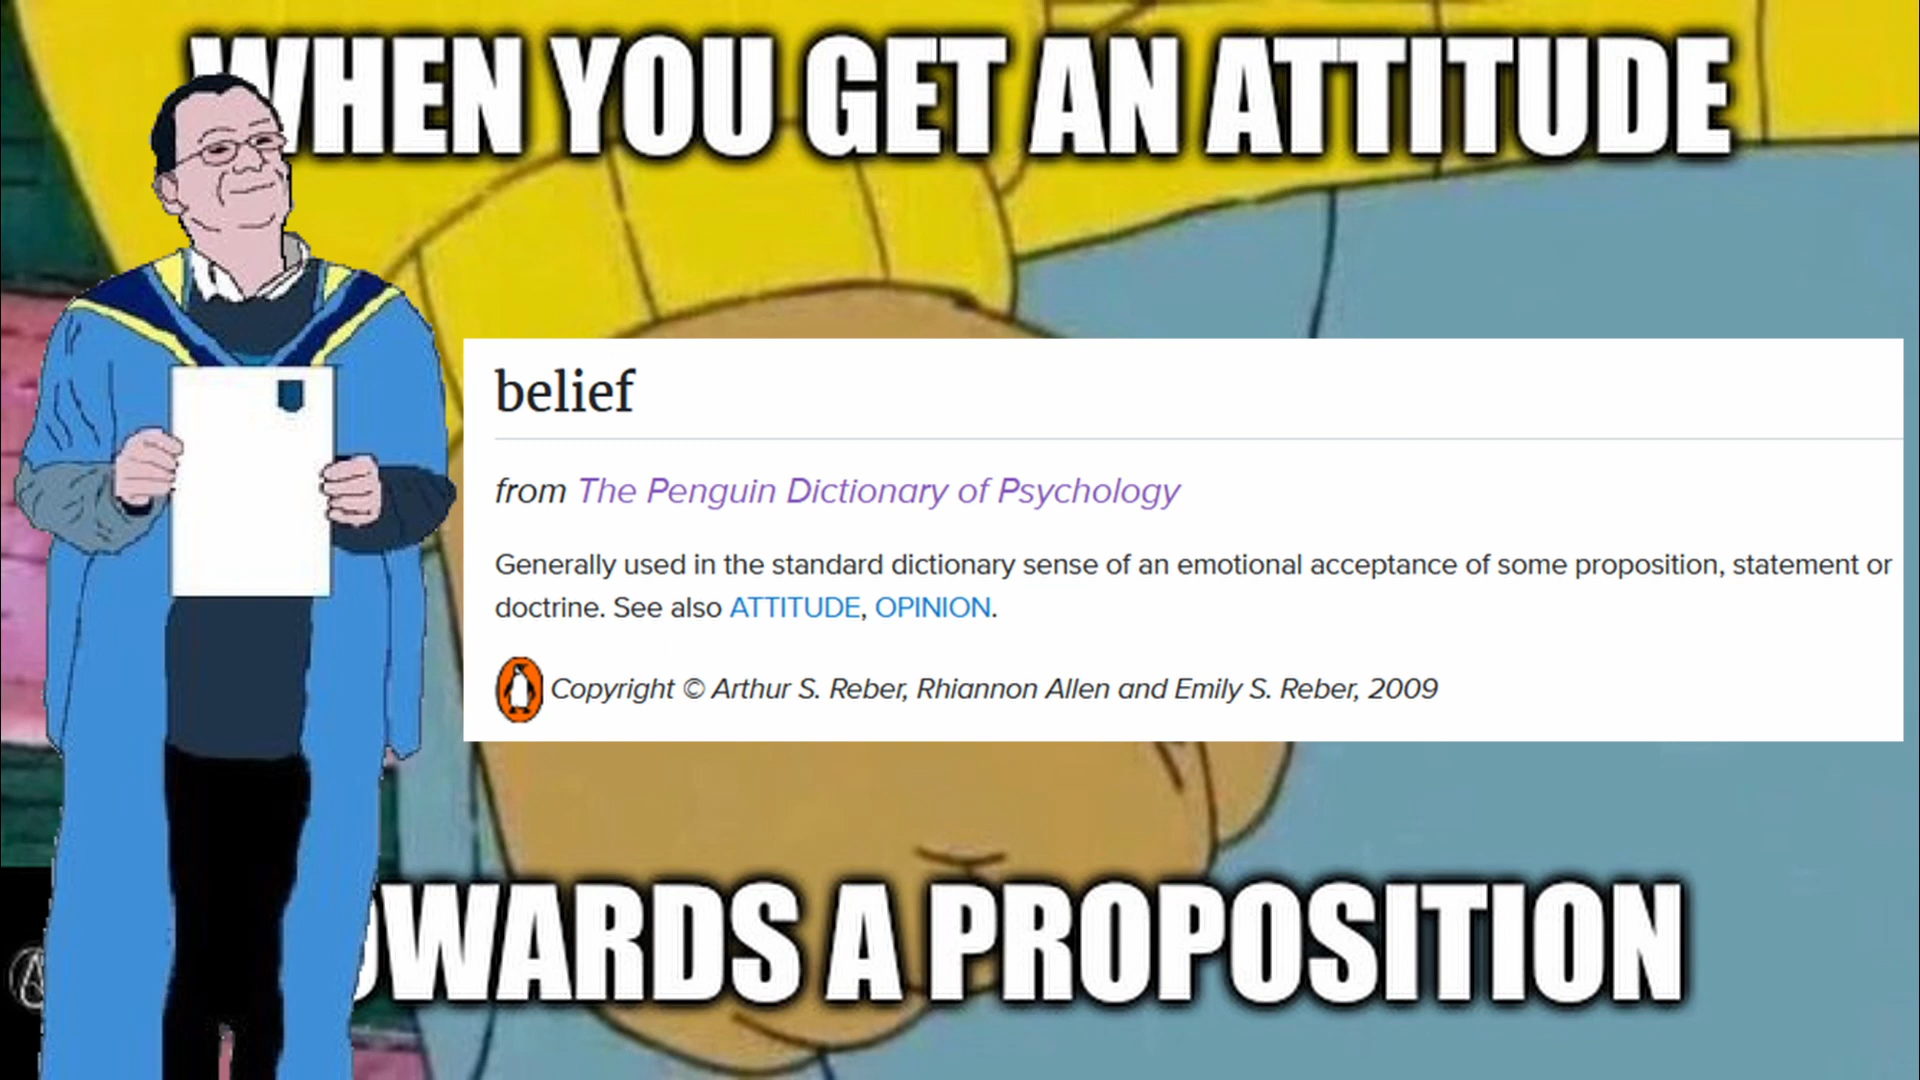 WHEN YOU GET AN ATTITUDE
belief
from The Penguin Dictionary of Psychology
Generally used in the standard dictionary sense of an emotional acceptance of some proposition, statement or
doctrine. See also ATTITUDE, OPINION.
Copyright © Arthur S. Reber, Rhiannon Allen and Emily S. Reber, 2009
OWARDS A PROPOSITION